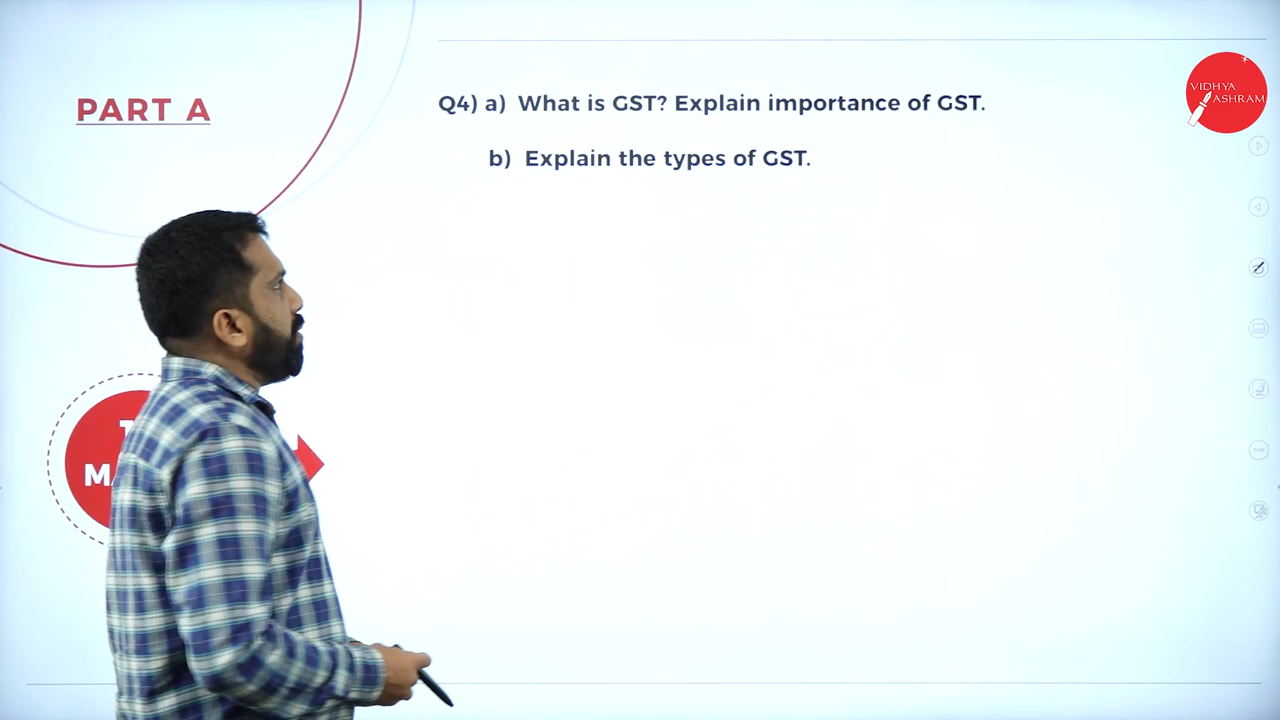 PART A
Q4) a) What is GST? Explain importance of GST.
b) Explain the types of GST.
VIDHYA
ASHRAM